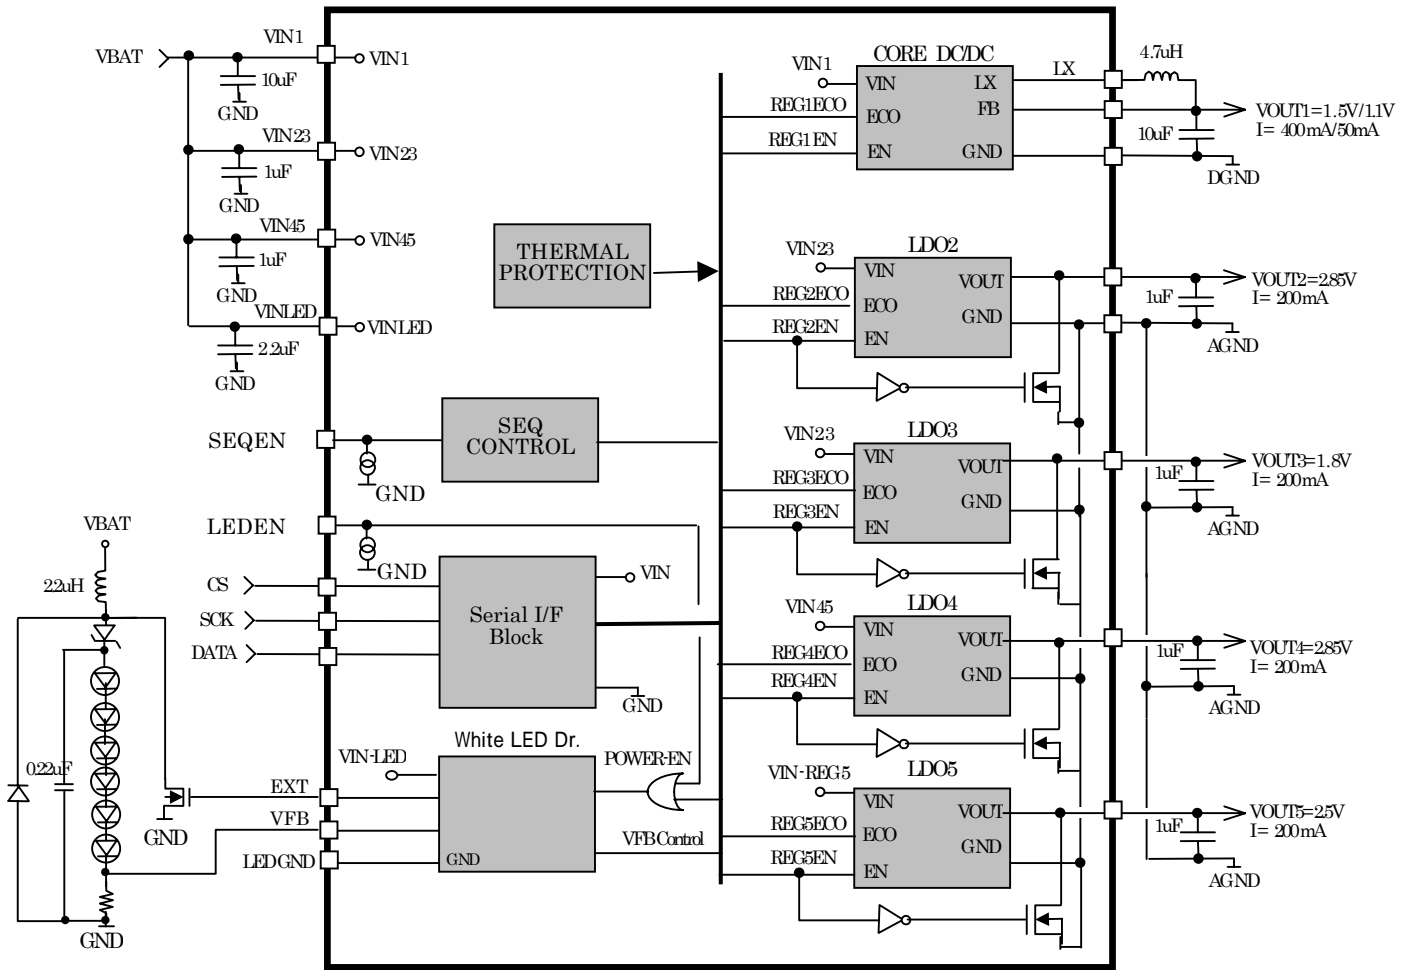 VBAT
VIN1
VIN1
10uF
GND
VIN23
VIN23
1uF
GND
VIN45
VIN45
1uF
GND
VINLED
VINLED
2.2uF
GND
THERMAL
PROTECTION
SEQEN
SEQ
CONTROL
GND
LEDEN
GND
CS
SCK
DATA
Serial I/F
Block
VIN
GND
VBAT
22uH
0.22uF
GND
GND
White LED Dr.
VIN-LED
EXT
VFB
LEDGND
GND
POWER-EN
VFB Control
CORE DC/DC
VIN1
VIN
LX
REG1ECO
ECO
FB
REG1EN
EN
GND
LX
4.7uH
10uF
VOUT1=1.5V/1.1V
I= 400mA/50mA
DGND
LDO2
VIN23
VIN
VOUT
REG2ECO
ECO
GND
REG2EN
EN
1uF
VOUT2=2.85V
I= 200mA
AGND
LDO3
VIN23
VIN
VOUT
REG3ECO
ECO
GND
REG3EN
EN
1uF
VOUT3=1.8V
I= 200mA
AGND
LDO4
VIN45
VIN
VOUT
REG4ECO
ECO
GND
REG4EN
EN
1uF
VOUT4=2.85V
I= 200mA
AGND
LDO5
VIN-REG5
VIN
VOUT
REG5ECO
ECO
GND
REG5EN
EN
1uF
VOUT5=2.5V
I= 200mA
AGND